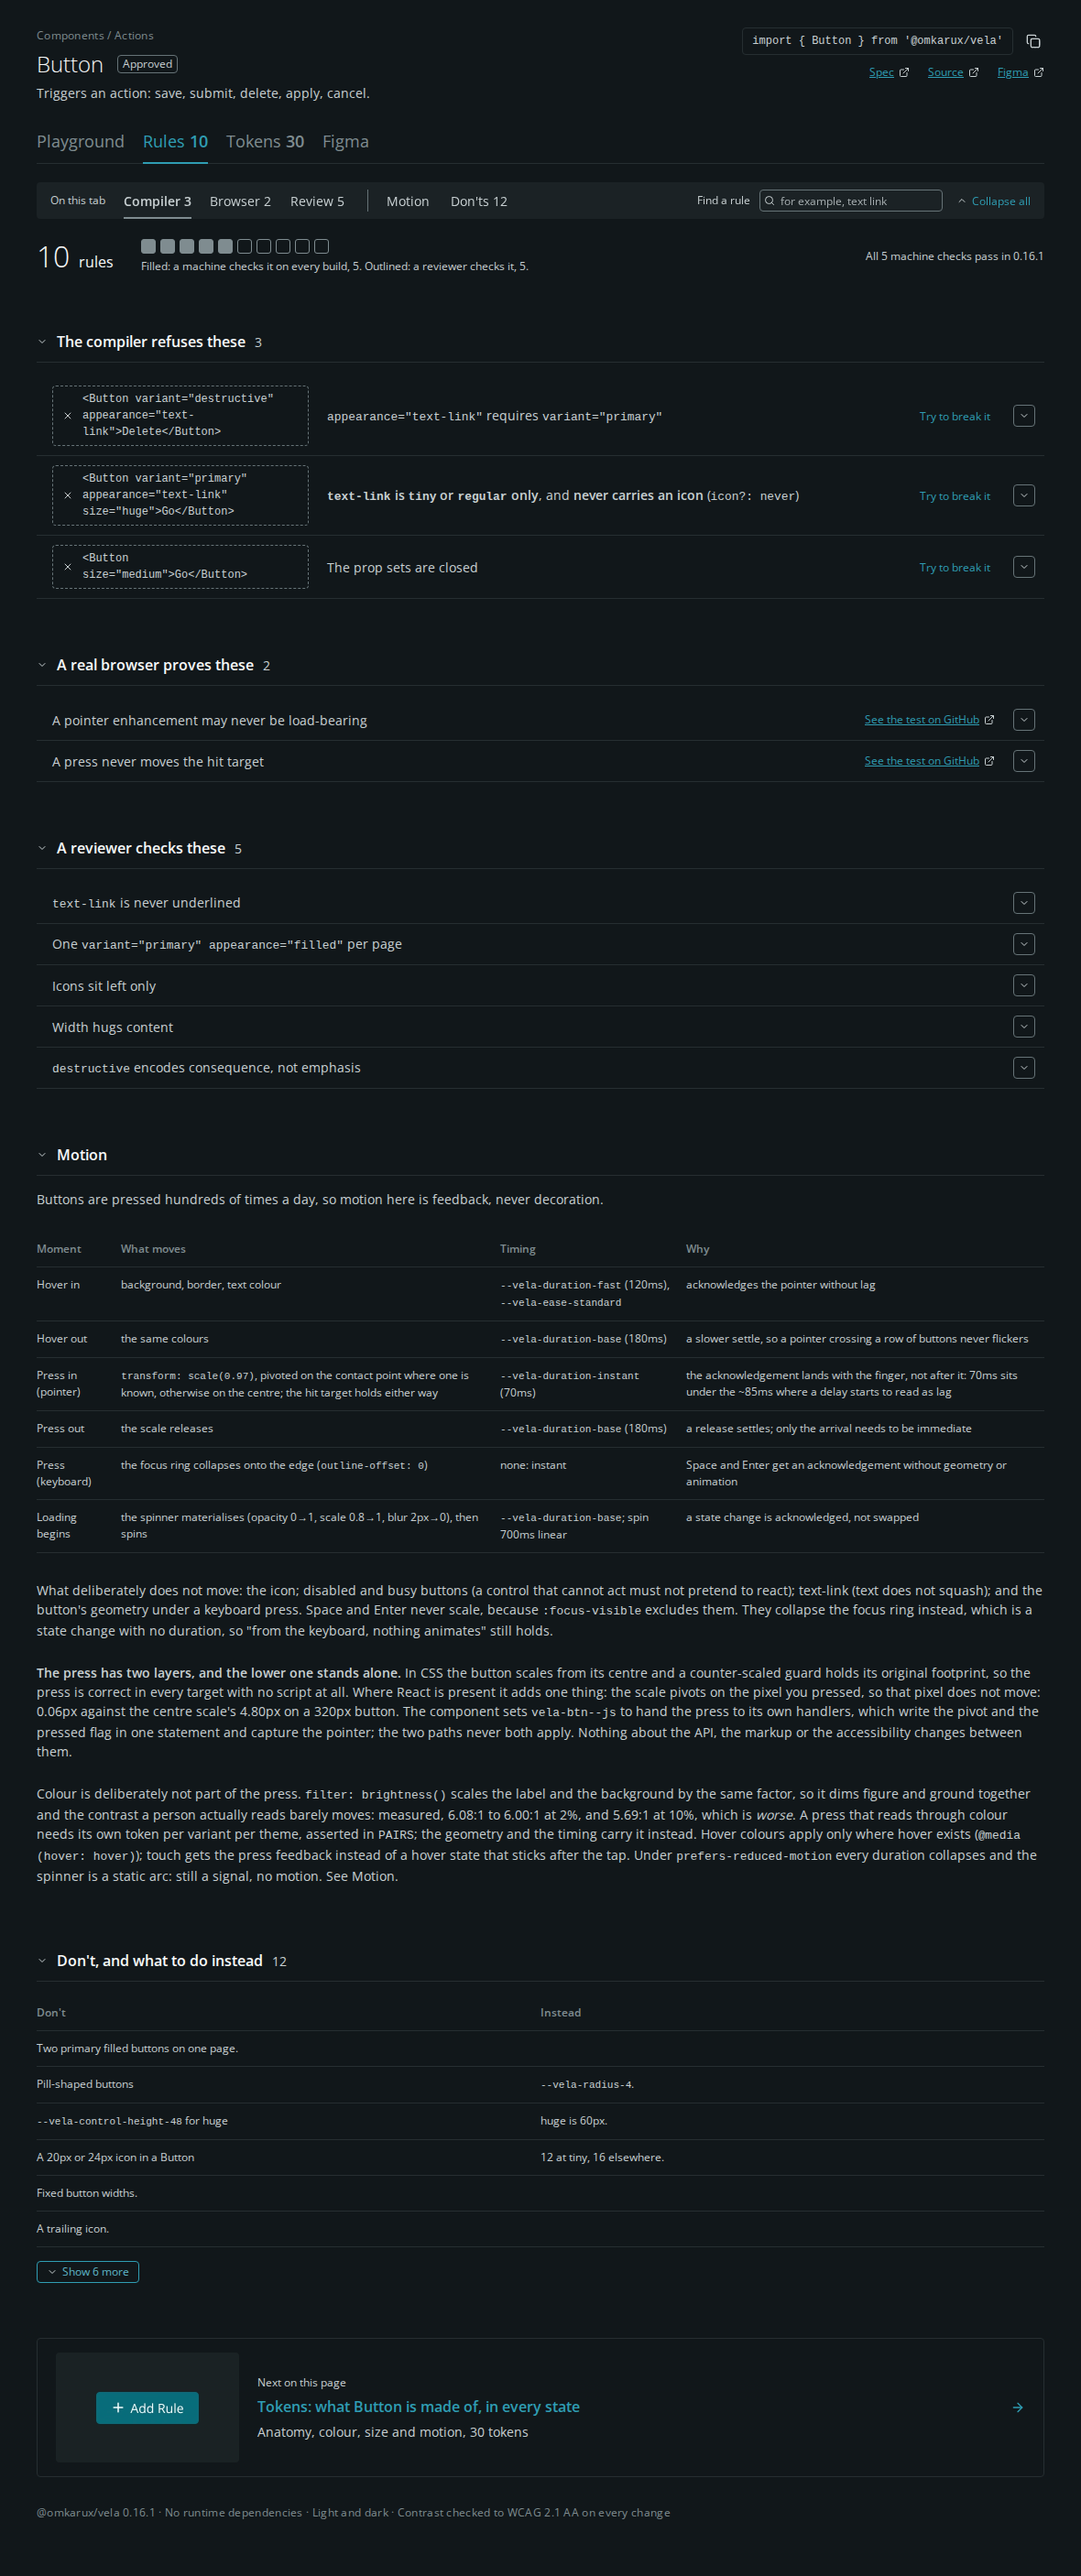 Components / Actions
import { Button } from '@omkarux/vela'
Button
Approved
Spec
Source
Figma
Triggers an action: save, submit, delete, apply, cancel.
Playground
Rules 10
Tokens 30
Figma
On this tab
Compiler 3
Browser 2
Review 5
Motion
Don'ts 12
Find a rule
for example, text link
Collapse all
10 rules
Filled: a machine checks it on every build, 5. Outlined: a reviewer checks it, 5.
All 5 machine checks pass in 0.16.1
The compiler refuses these 3
<Button variant="destructive"
appearance="text-
link">Delete</Button>
appearance="text-link" requires variant="primary"
Try to break it
<Button variant="primary"
appearance="text-link"
size="huge">Go</Button>
text-link is tiny or regular only, and never carries an icon (icon?: never)
Try to break it
<Button
size="medium">Go</Button>
The prop sets are closed
Try to break it
A real browser proves these 2
A pointer enhancement may never be load-bearing
See the test on GitHub
A press never moves the hit target
See the test on GitHub
A reviewer checks these 5
text-link is never underlined
One variant="primary" appearance="filled" per page
Icons sit left only
Width hugs content
destructive encodes consequence, not emphasis
Motion
Buttons are pressed hundreds of times a day, so motion here is feedback, never decoration.
Moment
What moves
Timing
Why
Hover in
background, border, text colour
--vela-duration-fast (120ms),
--vela-ease-standard
acknowledges the pointer without lag
Hover out
the same colours
--vela-duration-base (180ms)
a slower settle, so a pointer crossing a row of buttons never flickers
Press in
(pointer)
transform: scale(0.97), pivoted on the contact point where one is
known, otherwise on the centre; the hit target holds either way
--vela-duration-instant
(70ms)
the acknowledgement lands with the finger, not after it: 70ms sits
under the ~85ms where a delay starts to read as lag
Press out
the scale releases
--vela-duration-base (180ms)
a release settles; only the arrival needs to be immediate
Press
(keyboard)
the focus ring collapses onto the edge (outline-offset: 0)
none: instant
Space and Enter get an acknowledgement without geometry or
animation
Loading
begins
the spinner materialises (opacity 0→1, scale 0.8→1, blur 2px→0), then
spins
--vela-duration-base; spin
700ms linear
a state change is acknowledged, not swapped
What deliberately does not move: the icon; disabled and busy buttons (a control that cannot act must not pretend to react); text-link (text does not squash); and the
button's geometry under a keyboard press. Space and Enter never scale, because :focus-visible excludes them. They collapse the focus ring instead, which is a
state change with no duration, so "from the keyboard, nothing animates" still holds.
The press has two layers, and the lower one stands alone. In CSS the button scales from its centre and a counter-scaled guard holds its original footprint, so the
press is correct in every target with no script at all. Where React is present it adds one thing: the scale pivots on the pixel you pressed, so that pixel does not move:
0.06px against the centre scale's 4.80px on a 320px button. The component sets vela-btn--js to hand the press to its own handlers, which write the pivot and the
pressed flag in one statement and capture the pointer; the two paths never both apply. Nothing about the API, the markup or the accessibility changes between
them.
Colour is deliberately not part of the press. filter: brightness() scales the label and the background by the same factor, so it dims figure and ground together
and the contrast a person actually reads barely moves: measured, 6.08:1 to 6.00:1 at 2%, and 5.69:1 at 10%, which is worse. A press that reads through colour
needs its own token per variant per theme, asserted in PAIRS; the geometry and the timing carry it instead. Hover colours apply only where hover exists (@media
(hover: hover)); touch gets the press feedback instead of a hover state that sticks after the tap. Under prefers-reduced-motion every duration collapses and the
spinner is a static arc: still a signal, no motion. See Motion.
Don't, and what to do instead 12
Don't
Instead
Two primary filled buttons on one page.
Pill-shaped buttons
--vela-radius-4.
--vela-control-height-48 for huge
huge is 60px.
A 20px or 24px icon in a Button
12 at tiny, 16 elsewhere.
Fixed button widths.
A trailing icon.
Show 6 more
Add Rule
Next on this page
Tokens: what Button is made of, in every state
Anatomy, colour, size and motion, 30 tokens
@omkarux/vela 0.16.1 · No runtime dependencies · Light and dark · Contrast checked to WCAG 2.1 AA on every change